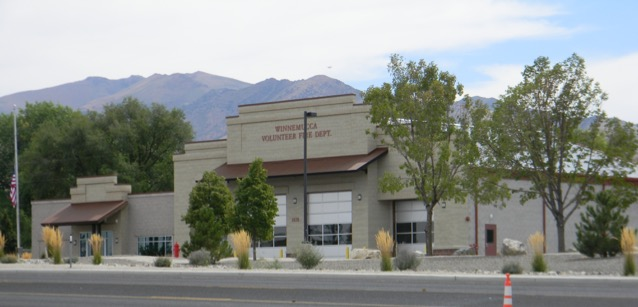 WINNEMUCCA
VOLUNTEER FIRE DEPT.